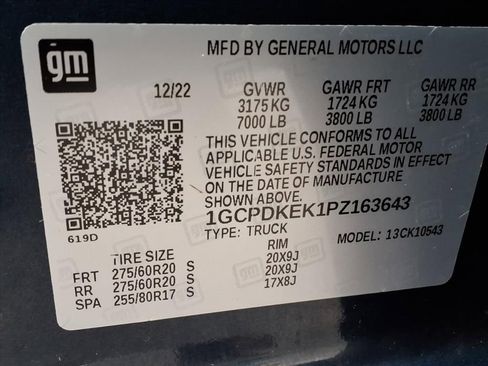 gm
MFD BY GENERAL MOTORS LLC
12/22 GVWR GAWR FRT GAWR RR
3175 KG 1724 KG 1724 KG
7000 LB 3800 LB 3800 LB
THIS VEHICLE CONFORMS TO ALL
APPLICABLE U.S. FEDERAL MOTOR
VEHICLE SAFETY STANDARDS IN EFFECT
ON THE DATE OF MANUFACTURE
SHOWN ABOVE.
1GCPDKEK1PZ163643
619D TYPE: TRUCK MODEL: 13CK10543
TIRE SIZE RIM
FRT 275/60R20 S 20X9J
RR 275/60R20 S 20X9J
SPA 255/80R17 S 17X8J